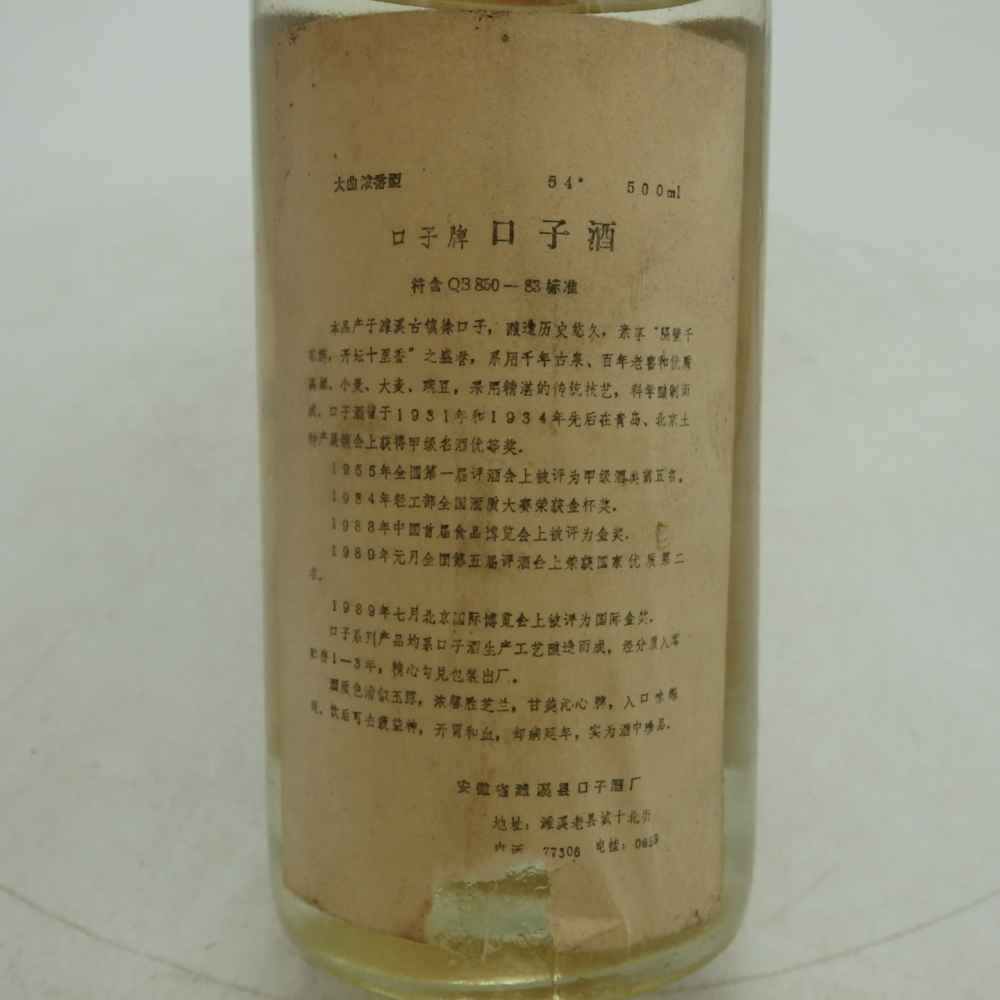 大曲浓香型 54° 500ml
口子牌 口子酒
符合QB850—83标准
本品产于濉溪古镇徐口子，酿造历史悠久，素享“隔壁千
家醉，开坛十里香”之盛誉，系用千年古泉、百年老窖和优质
高粱、小麦、大麦、豌豆，采用精湛的传统技艺，科学酿制而
成。口子酒曾于1931年和1934年先后在青岛、北京土
特产展销会上获得甲级名酒优等奖。
1955年全国第一届评酒会上被评为甲级酒类第五名。
1984年轻工部全国酒质大赛荣获金杯奖。
1988年中国首届食品博览会上被评为金奖。
1989年元月全国第五届评酒会上荣获国家优质第二
名。
1989年七月北京国际博览会上被评为国际金奖。
口子系列产品均系口子酒生产工艺酿造而成，经分质入库
贮存1—3年，精心勾兑包装出厂。
酒质色清似玉露，浓馨胜芝兰，甘美沁心脾，入口味
饮后可去疲益神，开胃和血，却病延年，实为酒中珍品。
安徽省濉溪县口子酒厂
地址：濉溪老县城十北街
电话 77306 电挂：